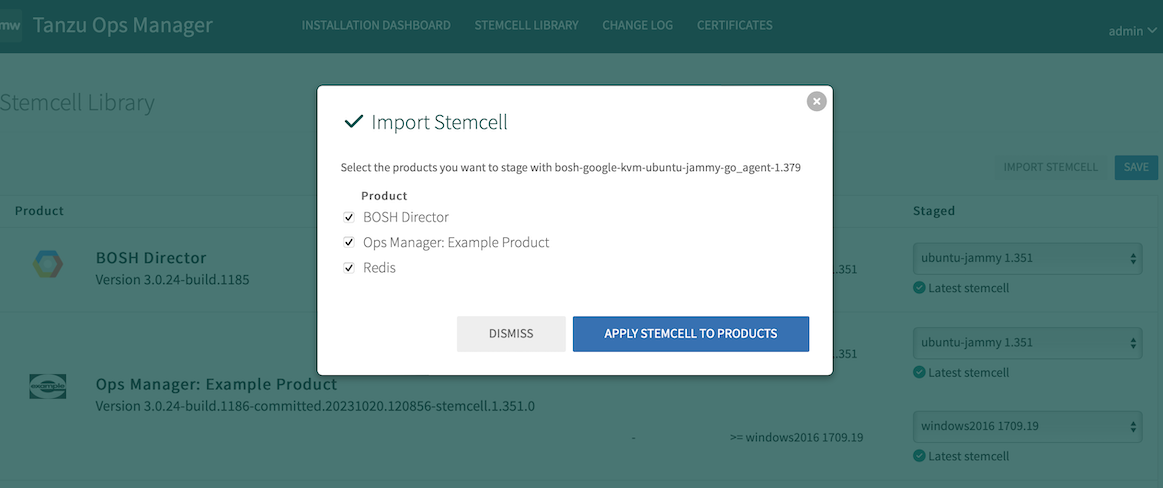 mw Tanzu Ops Manager INSTALLATION DASHBOARD STEMCELL LIBRARY CHANGE LOG CERTIFICATES admin
Stemcell Library
Import Stemcell
Select the products you want to stage with bosh-google-kvm-ubuntu-jammy-go_agent-1.379
Product
BOSH Director
Ops Manager: Example Product
Redis
DISMISS APPLY STEMCELL TO PRODUCTS
IMPORT STEMCELL SAVE
Product Staged
BOSH Director
Version 3.0.24-build.1185
1.351 ubuntu-jammy 1.351
Latest stemcell
example
Ops Manager: Example Product
Version 3.0.24-build.1186-committed.20231020.120856-stemcell.1.351.0
1.351 ubuntu-jammy 1.351
Latest stemcell
- >= windows2016 1709.19 windows2016 1709.19
Latest stemcell